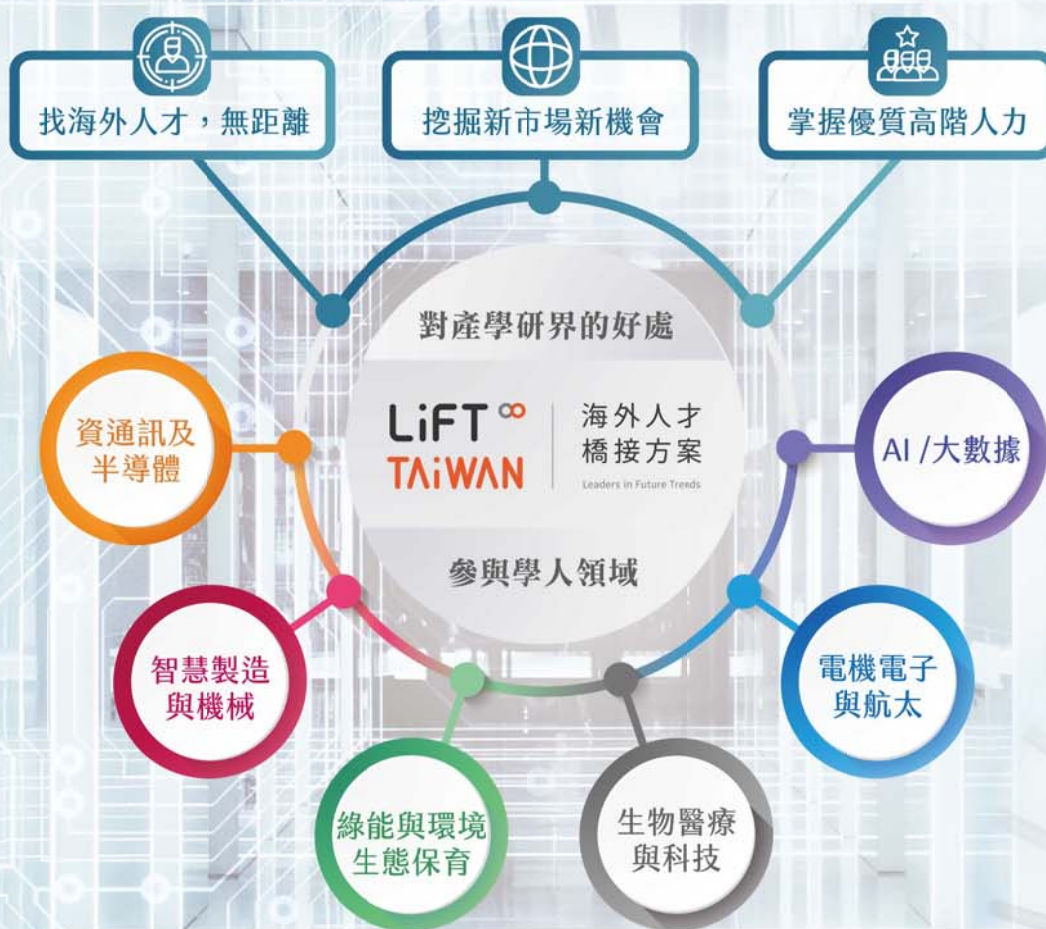 找海外人才，無距離
挖掘新市場新機會
掌握優質高階人力
對產學研界的好處
LiFT
TAiWAN
海外人才
橋接方案
Leaders in Future Trends
參與學人領域
資通訊及
半導體
智慧製造
與機械
綠能與環境
生態保育
生物醫療
與科技
電機電子
與航太
AI /大數據